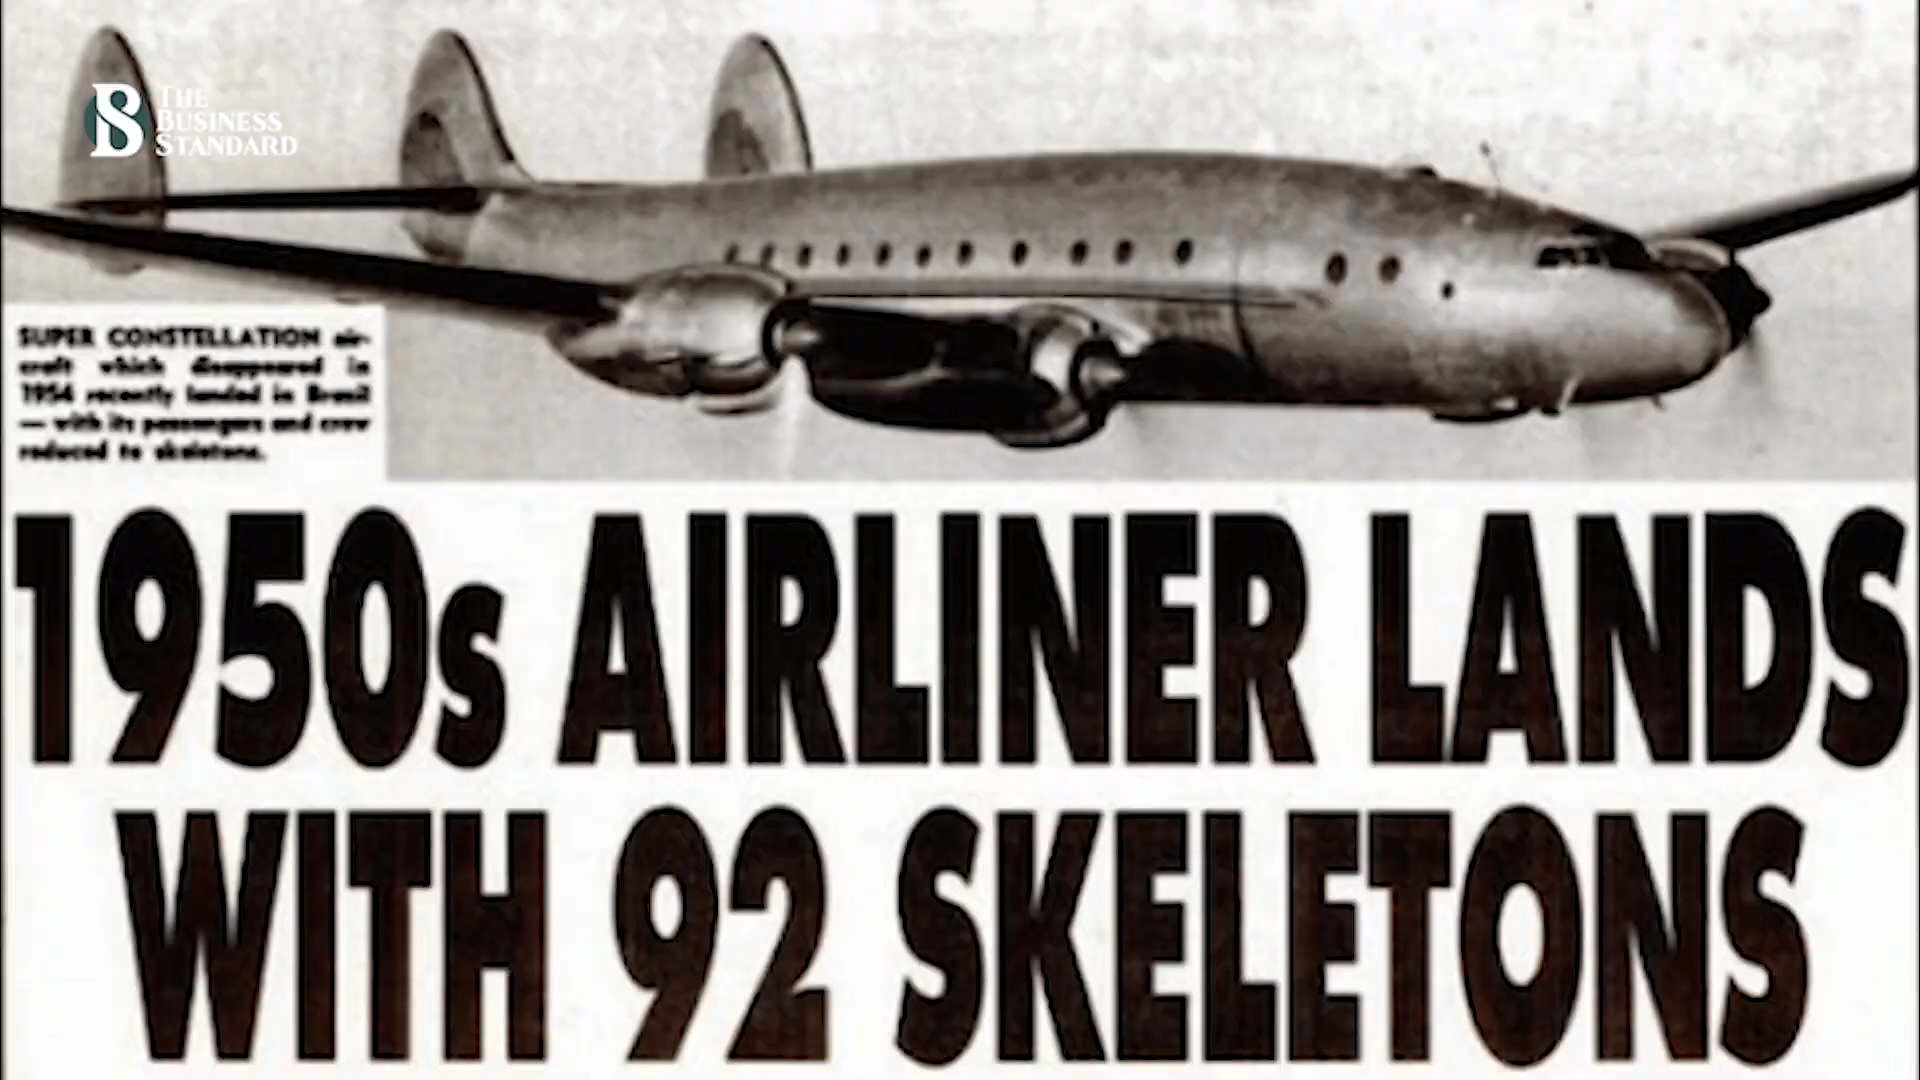 THE
BUSINESS
STANDARD
SUPER CONSTELLATION air-
craft which disappeared in
1954 recently landed in Brazil
— with its passengers and crew
reduced to skeletons.
1950s AIRLINER LANDS
WITH 92 SKELETONS